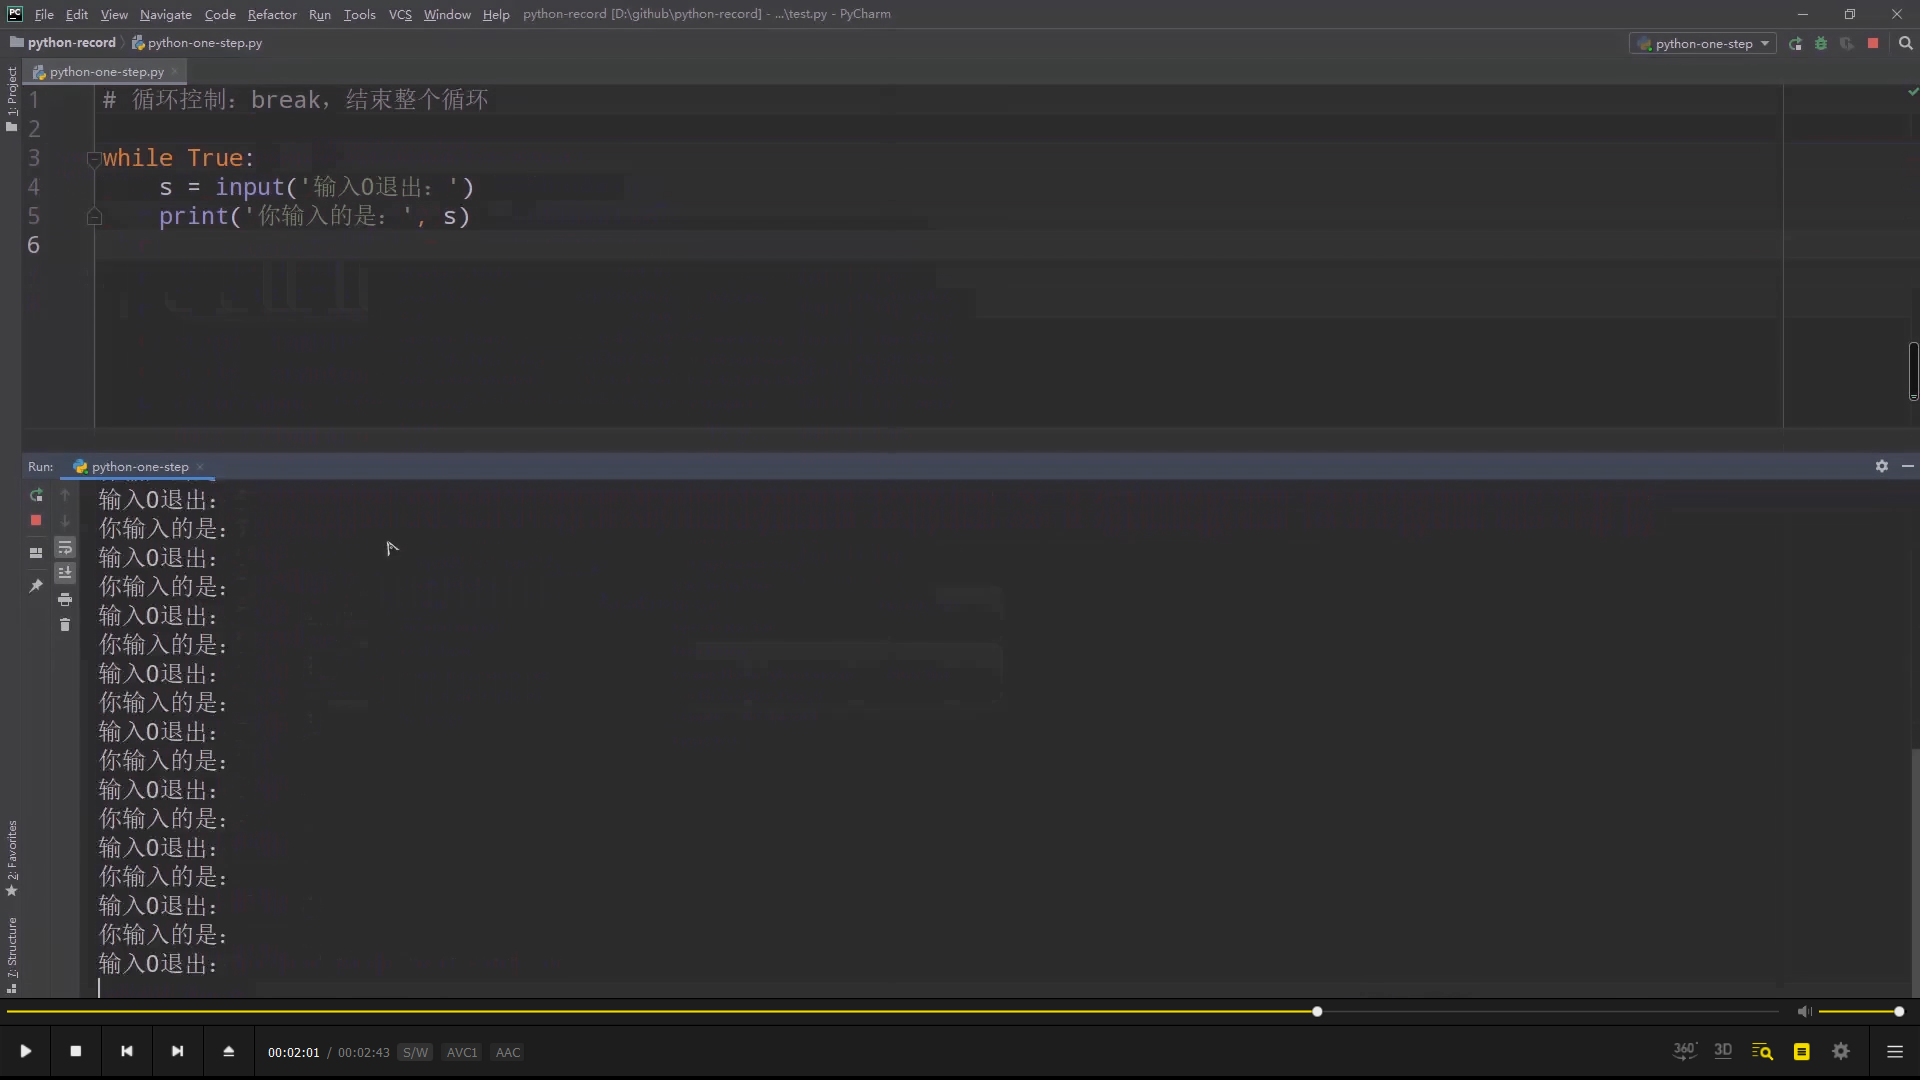 File Edit View Navigate Code Refactor Run Tools VCS Window Help python-record [D:\github\python-record] - ...\test.py - PyCharm
python-record python-one-step.py python-one-step
python-one-step.py
1: Project
1 # 循环控制：break，结束整个循环
2
3 while True:
4 s = input('输入0退出：')
5 print('你输入的是：', s)
6
Run: python-one-step
输入0退出：
你输入的是：
输入0退出：
你输入的是：
输入0退出：
你输入的是：
输入0退出：
你输入的是：
输入0退出：
你输入的是：
输入0退出：
你输入的是：
输入0退出：
你输入的是：
输入0退出：
你输入的是：
输入0退出：
2: Favorites
7: Structure
00:02:01 / 00:02:43 S/W AVC1 AAC 360° 3D